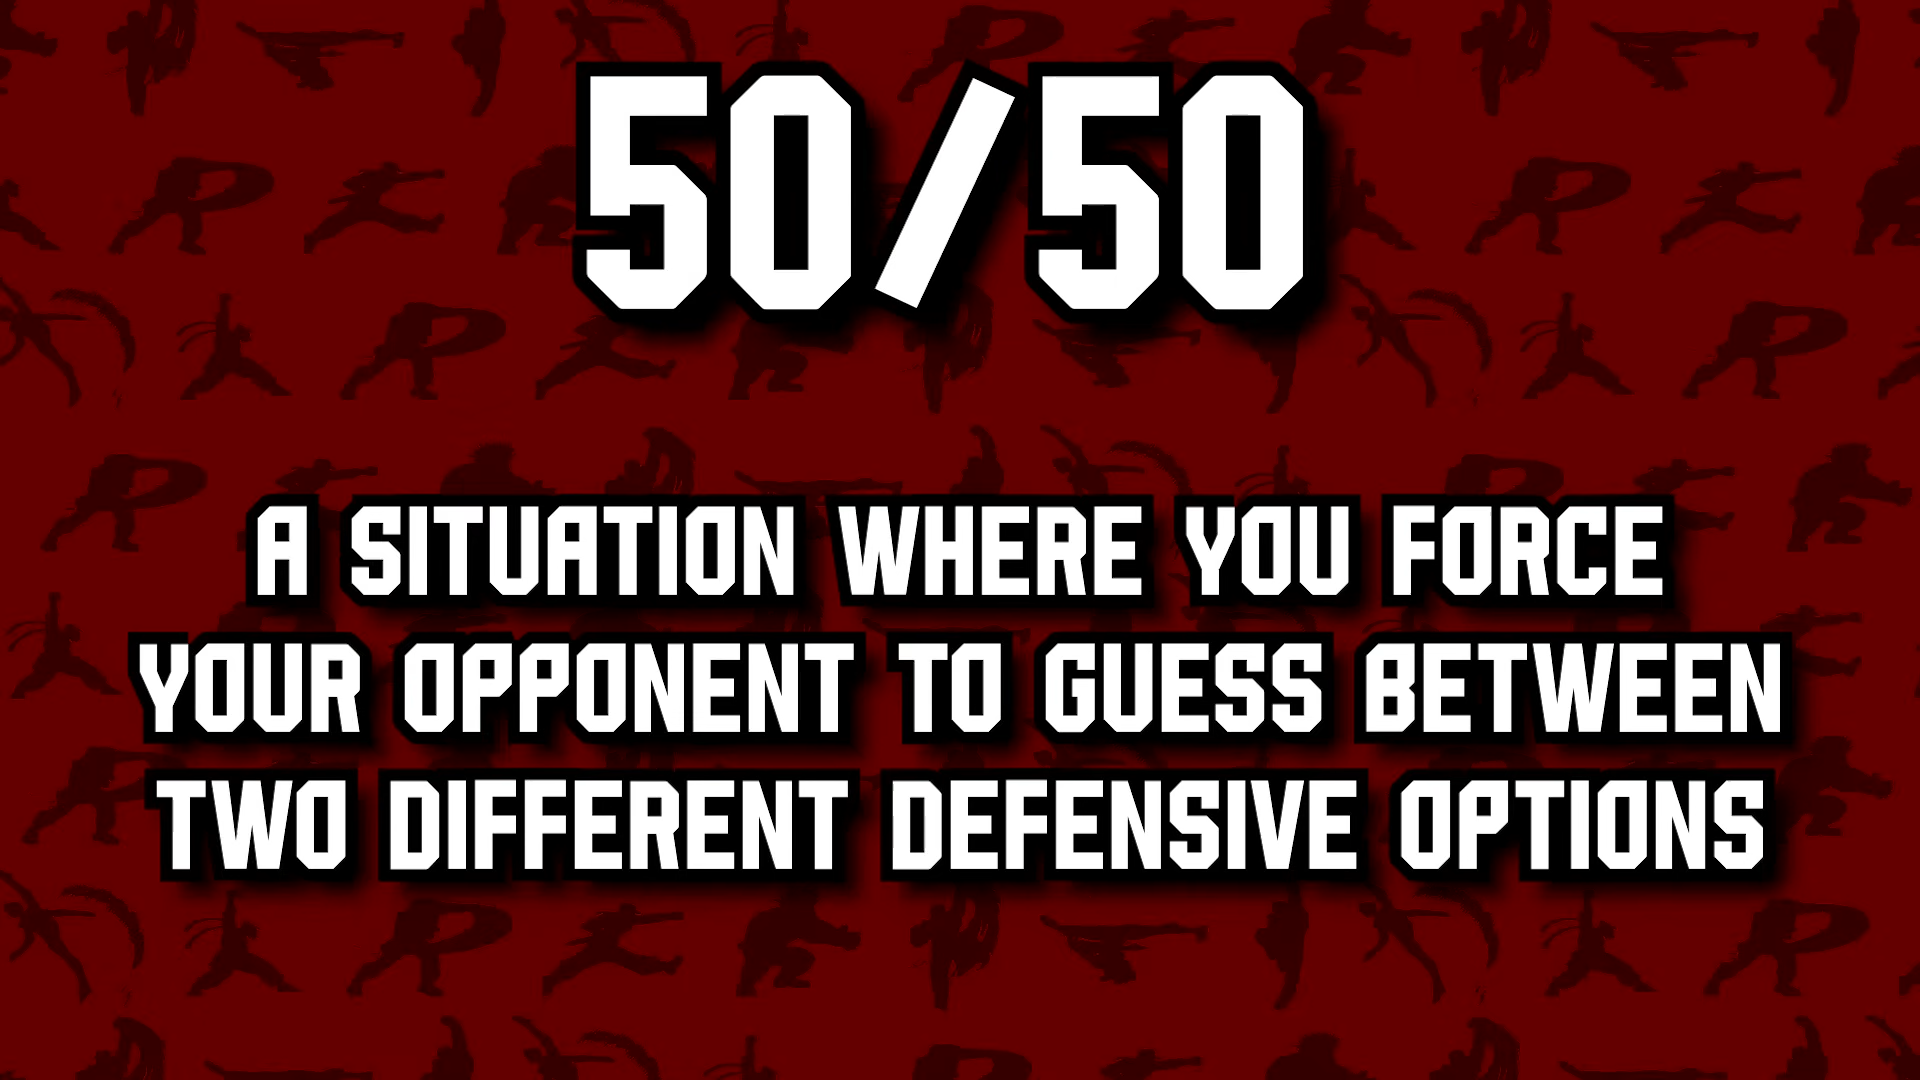 50/50
A SITUATION WHERE YOU FORCE
YOUR OPPONENT TO GUESS BETWEEN
TWO DIFFERENT DEFENSIVE OPTIONS